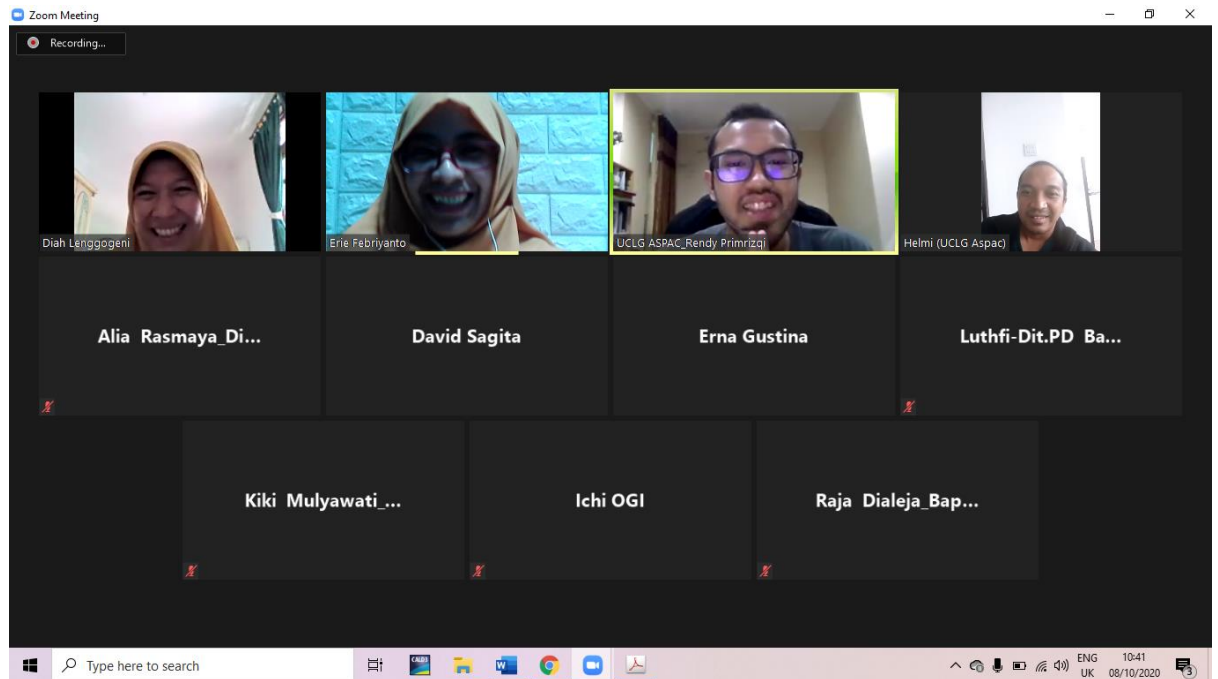 Zoom Meeting
Recording...
Diah Lenggogeni
Erie Febriyanto
UCLG ASPAC_Rendy Primrizqi
Helmi (UCLG Aspac)
Alia Rasmaya_Di...
David Sagita
Erna Gustina
Luthfi-Dit.PD Ba...
Kiki Mulyawati_...
Ichi OGI
Raja Dialeja_Bap...
Type here to search
CALD3
W
ENG
UK
10:41
08/10/2020
3